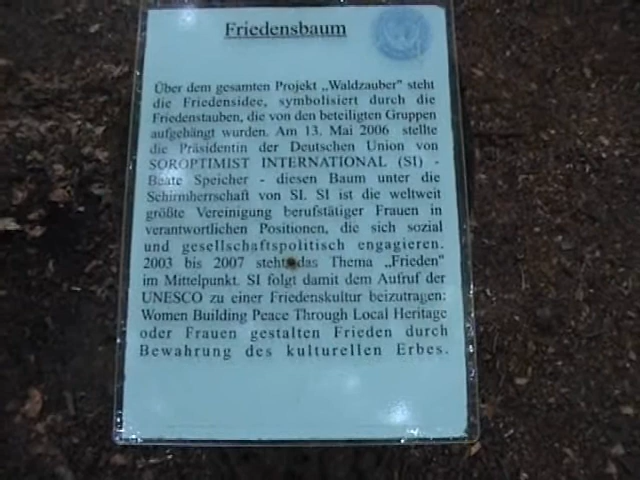 Friedensbaum
Über dem gesamten Projekt „Waldzauber" steht
die Friedensidee, symbolisiert durch die
Friedenstauben, die von den beteiligten Gruppen
aufgehängt wurden. Am 13. Mai 2006 stellte
die Präsidentin der Deutschen Union von
SOROPTIMIST INTERNATIONAL (SI) -
Beate Speicher - diesen Baum unter die
Schirmherrschaft von SI. SI ist die weltweit
größte Vereinigung berufstätiger Frauen in
verantwortlichen Positionen, die sich sozial
und gesellschaftspolitisch engagieren.
2003 bis 2007 steht das Thema „Frieden"
im Mittelpunkt. SI folgt damit dem Aufruf der
UNESCO zu einer Friedenskultur beizutragen:
Women Building Peace Through Local Heritage
oder Frauen gestalten Frieden durch
Bewahrung des kulturellen Erbes.